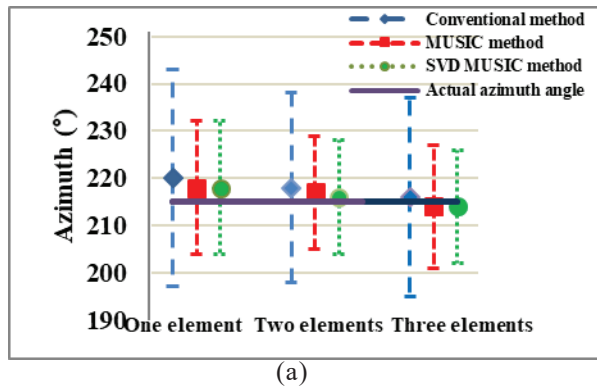 Conventional method
MUSIC method
SVD MUSIC method
Actual azimuth angle
Azimuth (°)
250
240
230
220
210
200
190
One element
Two elements
Three elements
(a)